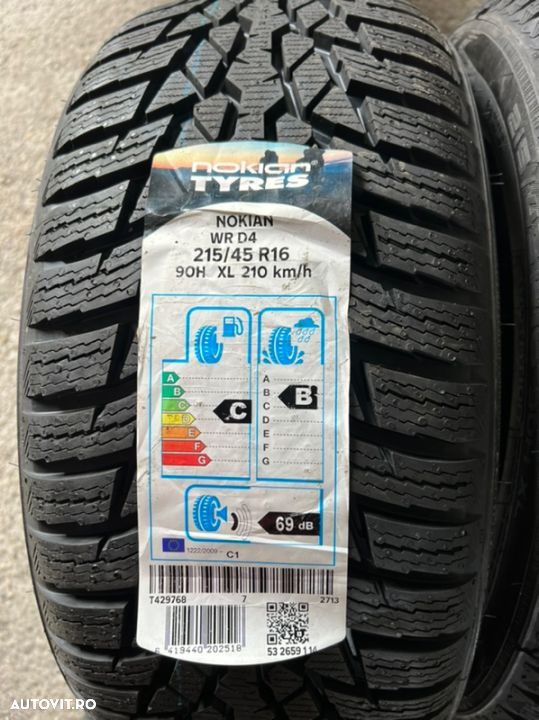 nokian®
TYRES
NOKIAN
WR D4
215/45 R16
90H XL 210 km/h
A
B
C
D
E
F
G
C
A
B
C
D
E
F
G
B
69 dB
1222/2009 - C1
T429768 7 2713
6 419440 202518
53 2659 114
AUTOVIT.RO